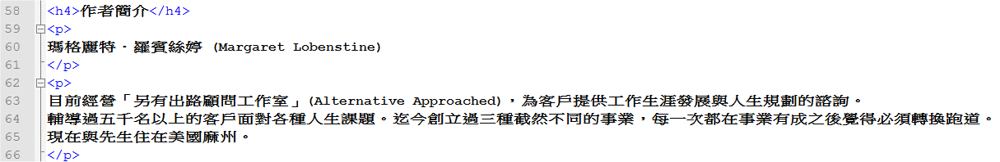 58 <h4>作者簡介</h4>
59 <p>
60 瑪格麗特．羅賓絲婷 (Margaret Lobenstine)
61 </p>
62 <p>
63 目前經營「另有出路顧問工作室」(Alternative Approached)，為客戶提供工作生涯發展與人生規劃的諮詢。
64 輔導過五千名以上的客戶面對各種人生課題。迄今創立過三種截然不同的事業，每一次都在事業有成之後覺得必須轉換跑道。
65 現在與先生住在美國麻州。
66 </p>